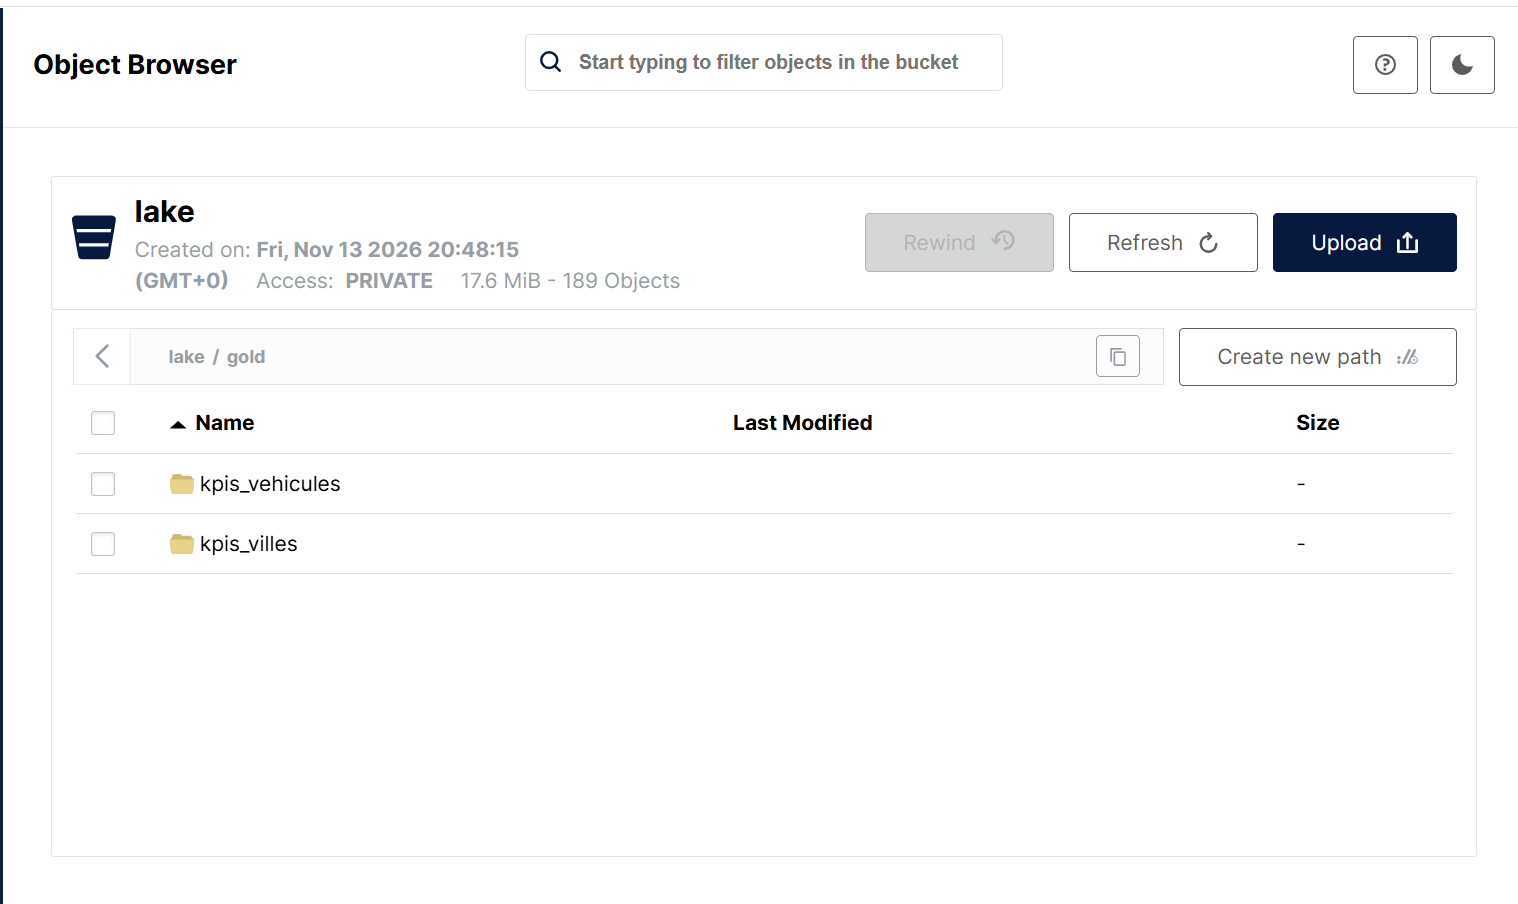 Object Browser
Start typing to filter objects in the bucket
lake
Created on: Fri, Nov 13 2026 20:48:15
(GMT+0) Access: PRIVATE 17.6 MiB - 189 Objects
Rewind
Refresh
Upload
lake / gold
Create new path
Name Last Modified Size
kpis_vehicules -
kpis_villes -